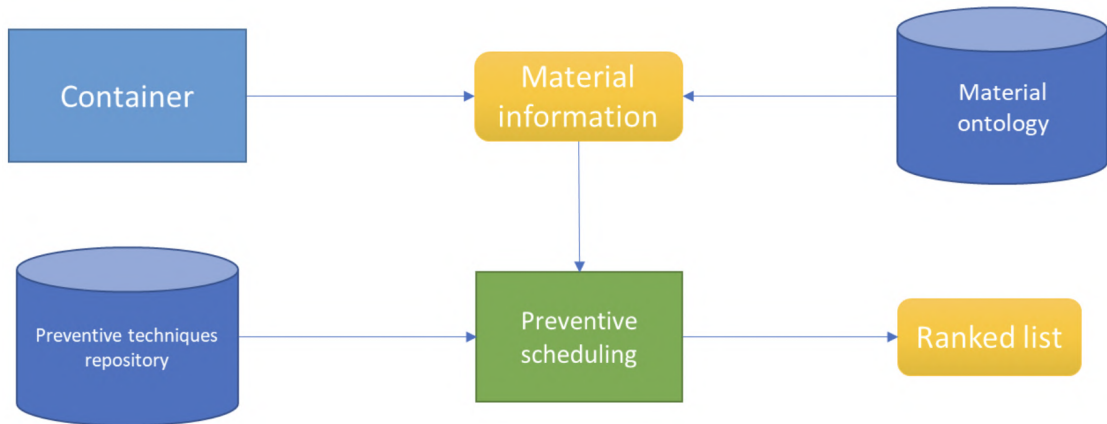 Container
Material
information
Material
ontology
Preventive techniques
repository
Preventive
scheduling
Ranked list